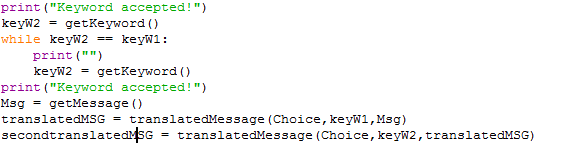 print("Keyword accepted!")
keyW2 = getKeyword()
while keyW2 == keyW1:
    print("")
    keyW2 = getKeyword()
print("Keyword accepted!")
Msg = getMessage()
translatedMSG = translatedMessage(Choice,keyW1,Msg)
secondtranslatedMSG = translatedMessage(Choice,keyW2,translatedMSG)